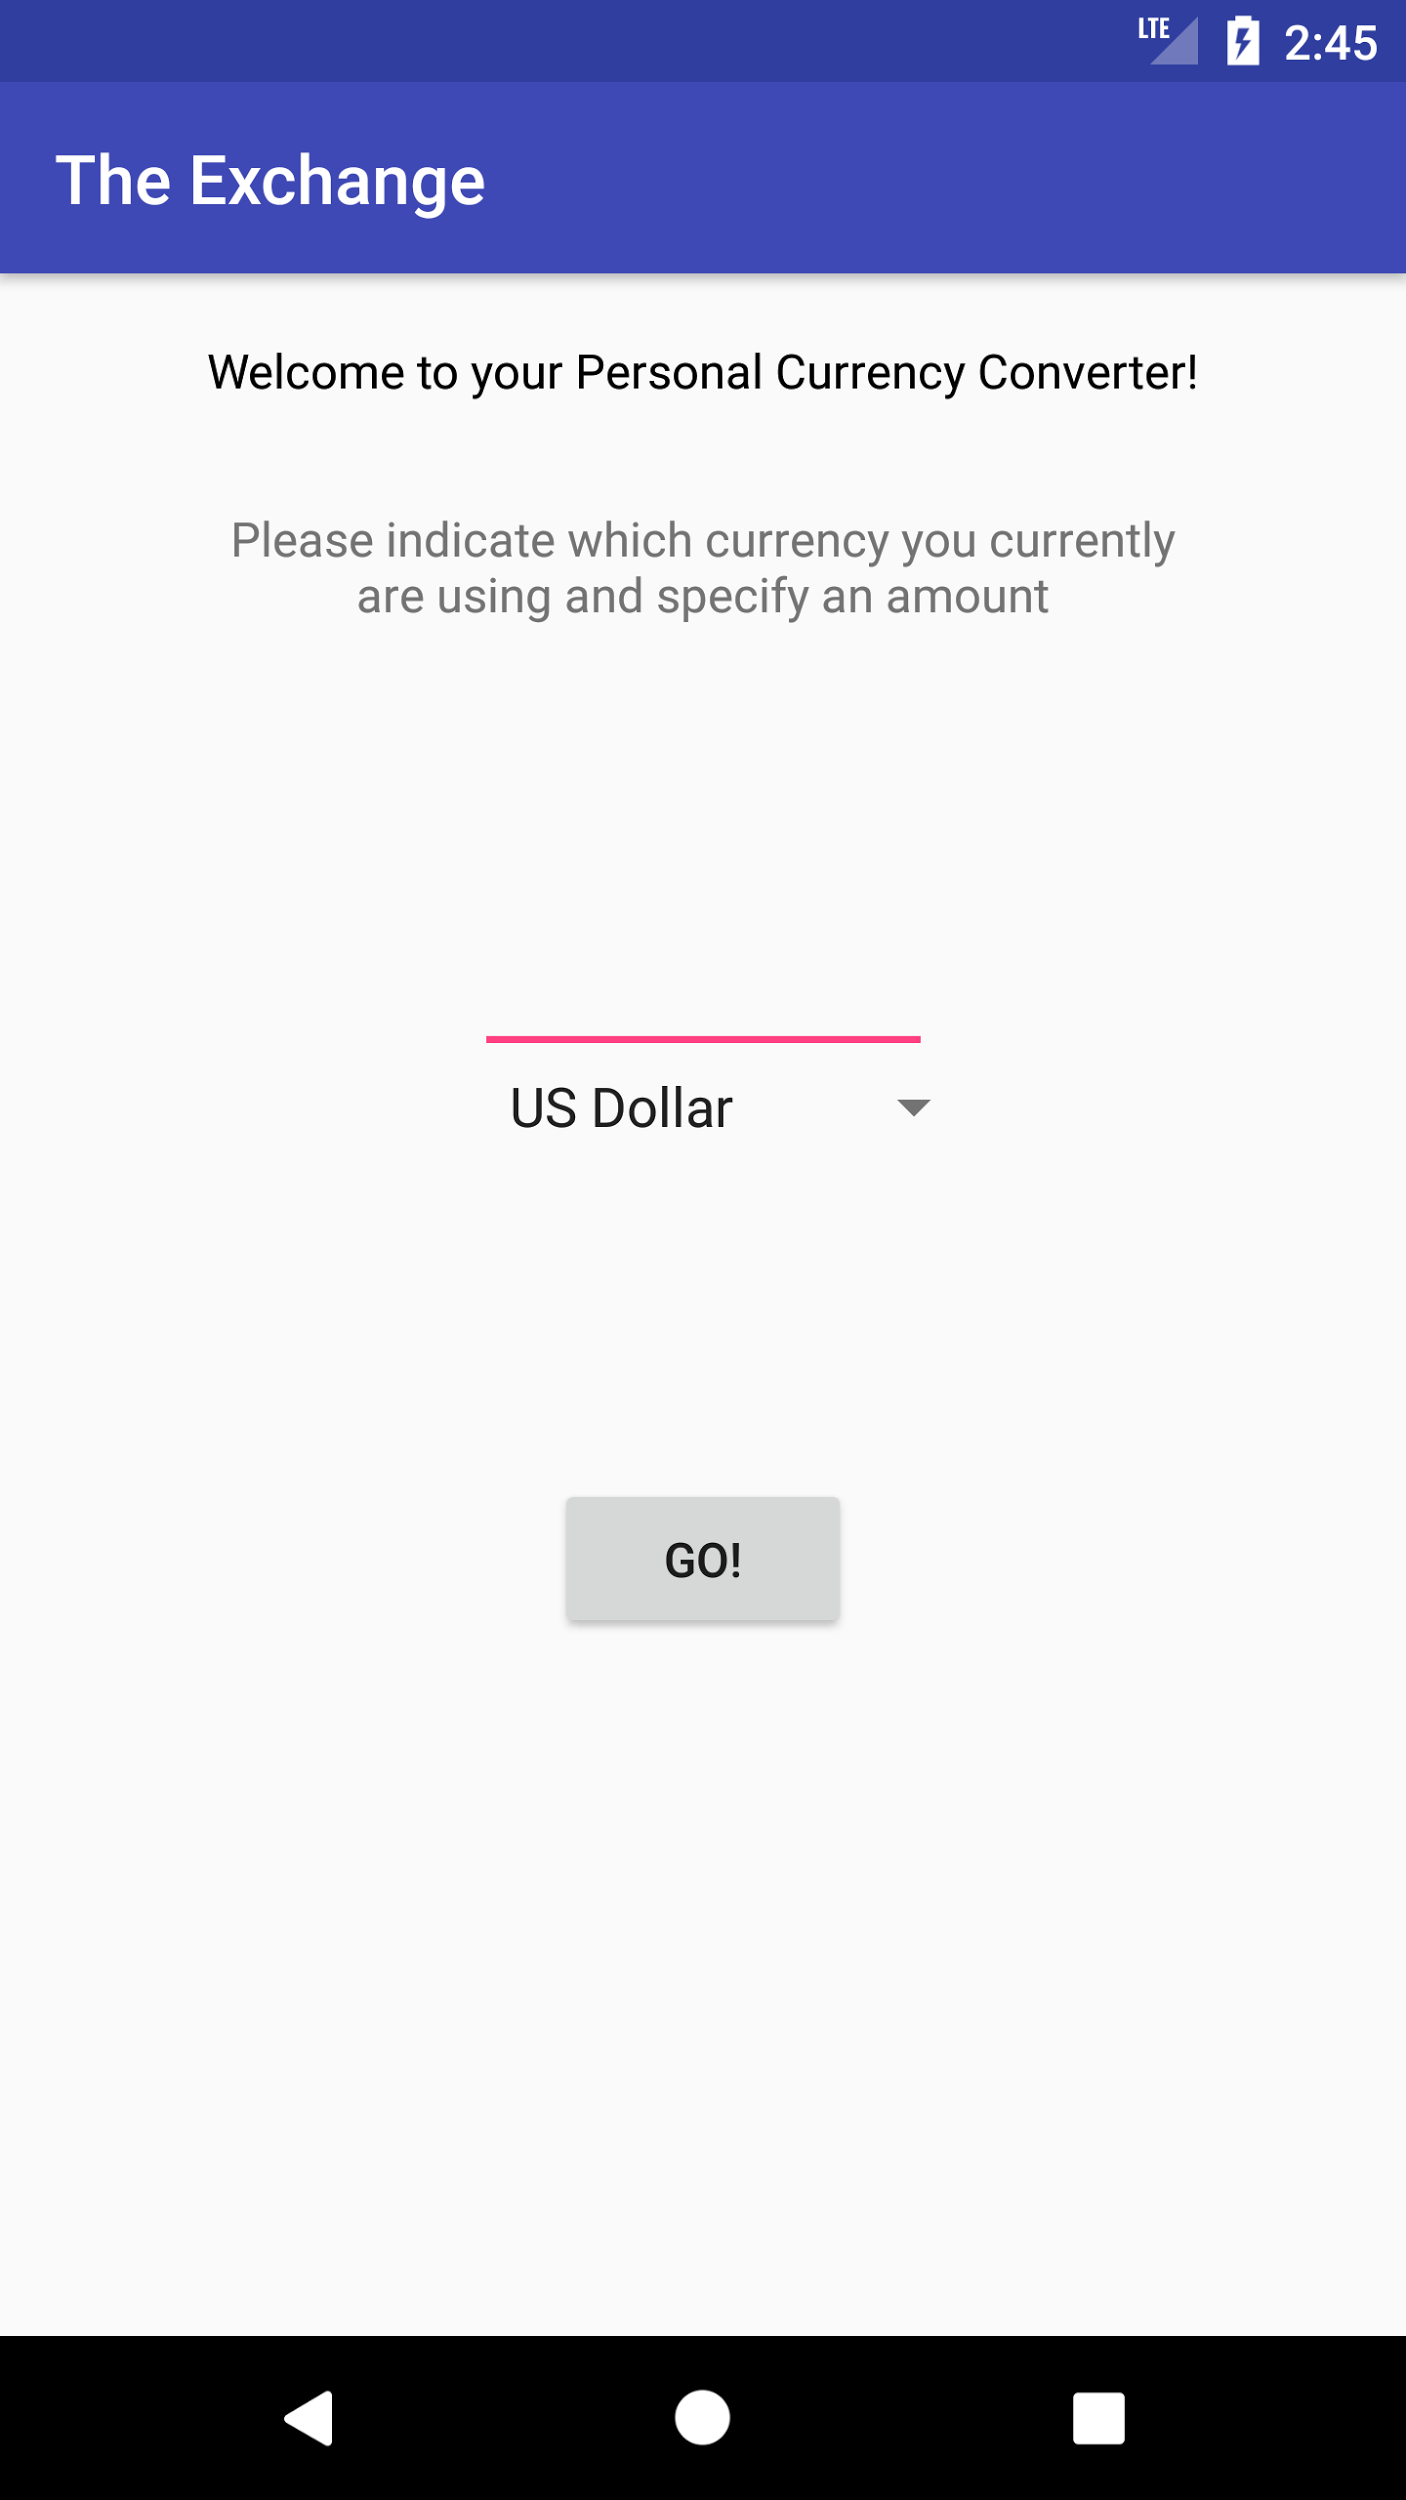 LTE 2:45
The Exchange
Welcome to your Personal Currency Converter!
Please indicate which currency you currently
are using and specify an amount
US Dollar
GO!